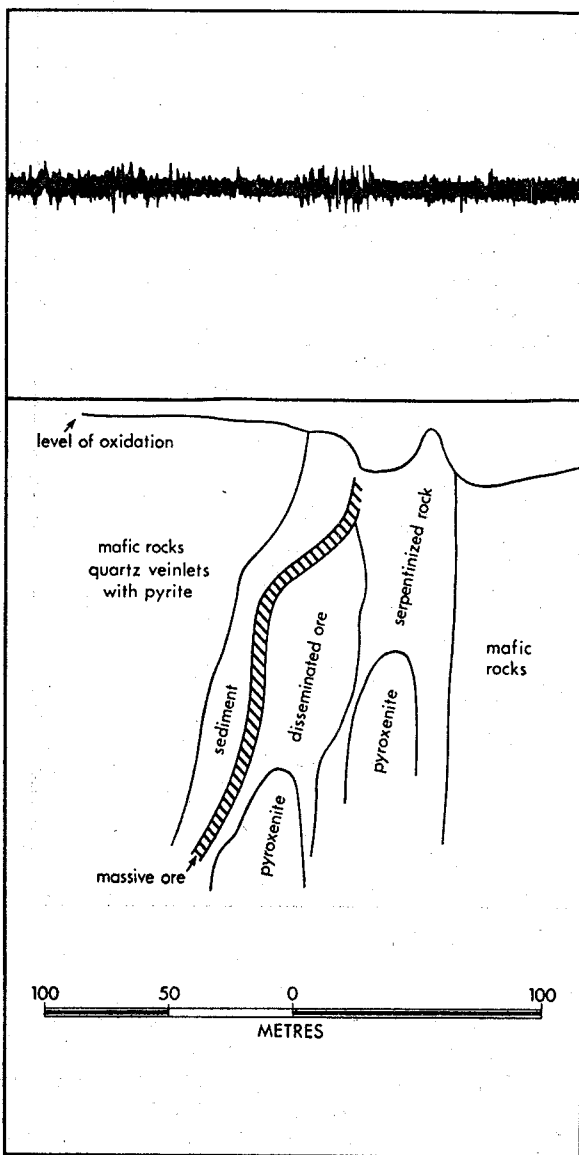 level of oxidation
mafic rocks
quartz veinlets
with pyrite
sediment
disseminated ore
serpentinized rock
mafic
rocks
pyroxenite
pyroxenite
massive ore
100 50 0 100
METRES